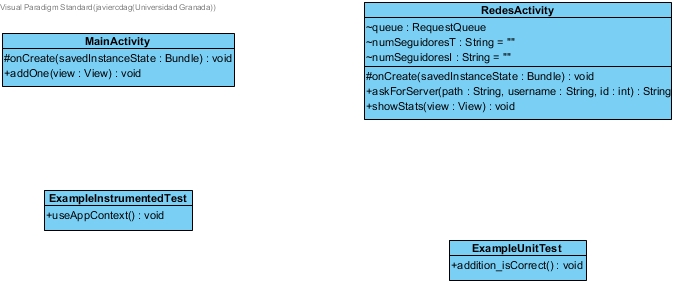 Visual Paradigm Standard(javiercdag(Universidad Granada))
MainActivity
#onCreate(savedInstanceState : Bundle) : void
+addOne(view : View) : void
RedesActivity
~queue : RequestQueue
~numSeguidoresT : String = ""
~numSeguidoresI : String = ""
#onCreate(savedInstanceState : Bundle) : void
+askForServer(path : String, username : String, id : int) : String
+showStats(view : View) : void
ExampleInstrumentedTest
+useAppContext() : void
ExampleUnitTest
+addition_isCorrect() : void